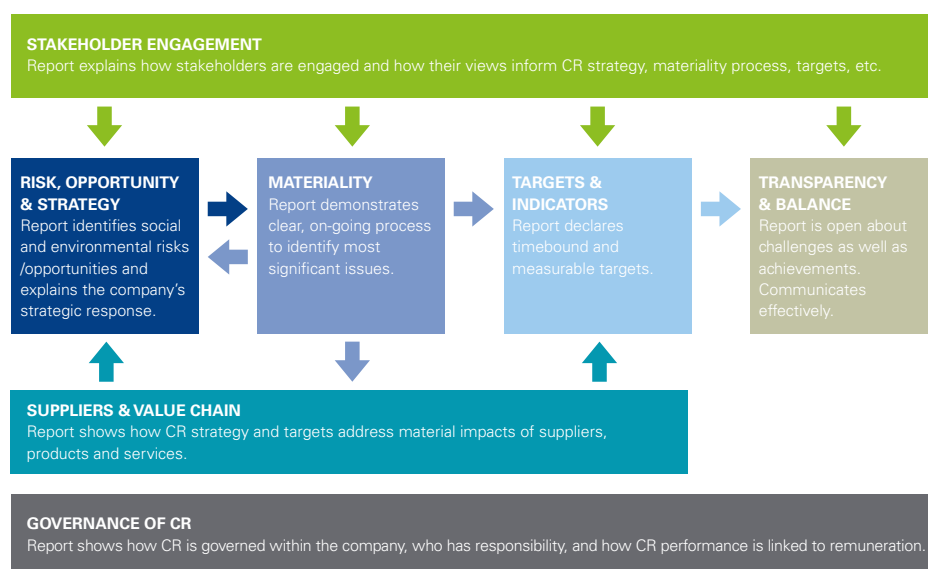 STAKEHOLDER ENGAGEMENT
Report explains how stakeholders are engaged and how their views inform CR strategy, materiality process, targets, etc.
RISK, OPPORTUNITY
& STRATEGY
Report identifies social
and environmental risks
/opportunities and
explains the company’s
strategic response.
MATERIALITY
Report demonstrates
clear, on-going process
to identify most
significant issues.
TARGETS &
INDICATORS
Report declares
timebound and
measurable targets.
TRANSPARENCY
& BALANCE
Report is open about
challenges as well as
achievements.
Communicates
effectively.
SUPPLIERS & VALUE CHAIN
Report shows how CR strategy and targets address material impacts of suppliers,
products and services.
GOVERNANCE OF CR
Report shows how CR is governed within the company, who has responsibility, and how CR performance is linked to remuneration.